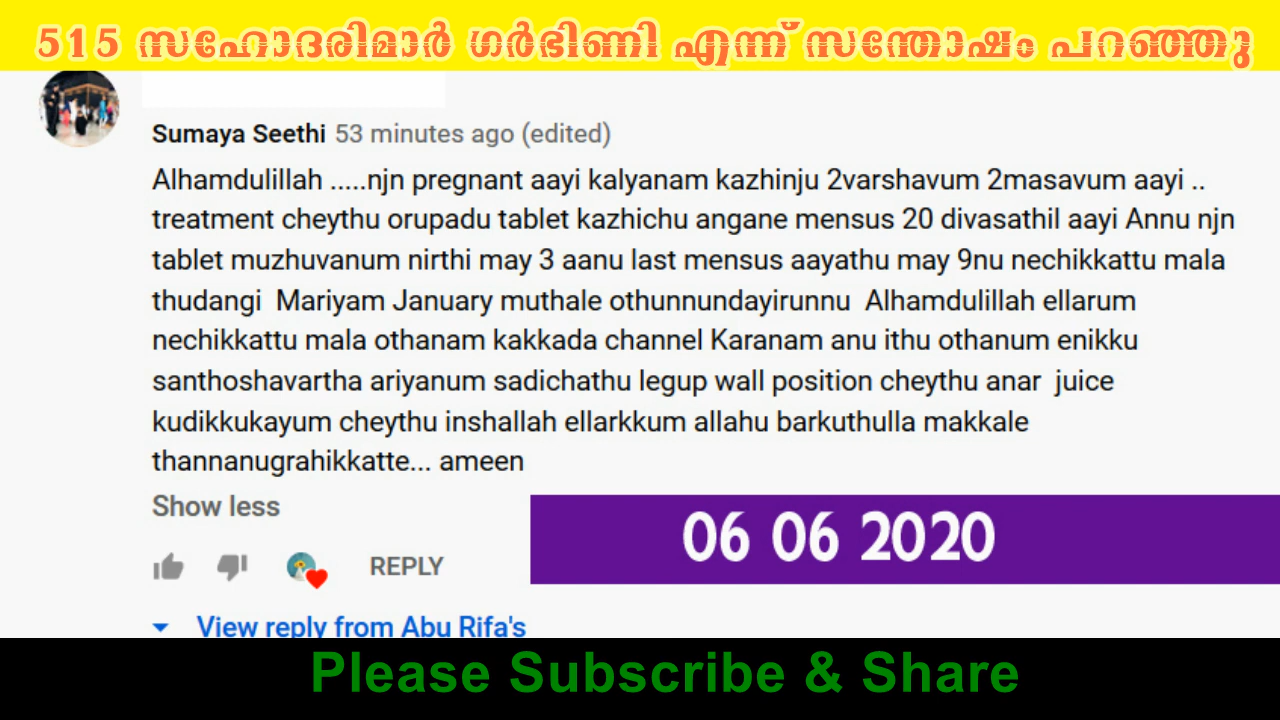 515 സഹോദരിമാർ ഗർഭിണി എന്ന് സന്തോഷം പറഞ്ഞു
Sumaya Seethi 53 minutes ago (edited)
Alhamdulillah .....njn pregnant aayi kalyanam kazhinju 2varshavum 2masavum aayi ..
treatment cheythu orupadu tablet kazhichu angane mensus 20 divasathil aayi Annu njn
tablet muzhuvanum nirthi may 3 aanu last mensus aayathu may 9nu nechikkattu mala
thudangi  Mariyam January muthale othunnundayirunnu  Alhamdulillah ellarum
nechikkattu mala othanam kakkada channel Karanam anu ithu othanum enikku
santhoshavartha ariyanum sadichathu legup wall position cheythu anar  juice
kudikkukayum cheythu inshallah ellarkkum allahu barkuthulla makkale
thannanugrahikkatte... ameen
Show less
06 06 2020
REPLY
View reply from Abu Rifa's
Please Subscribe & Share